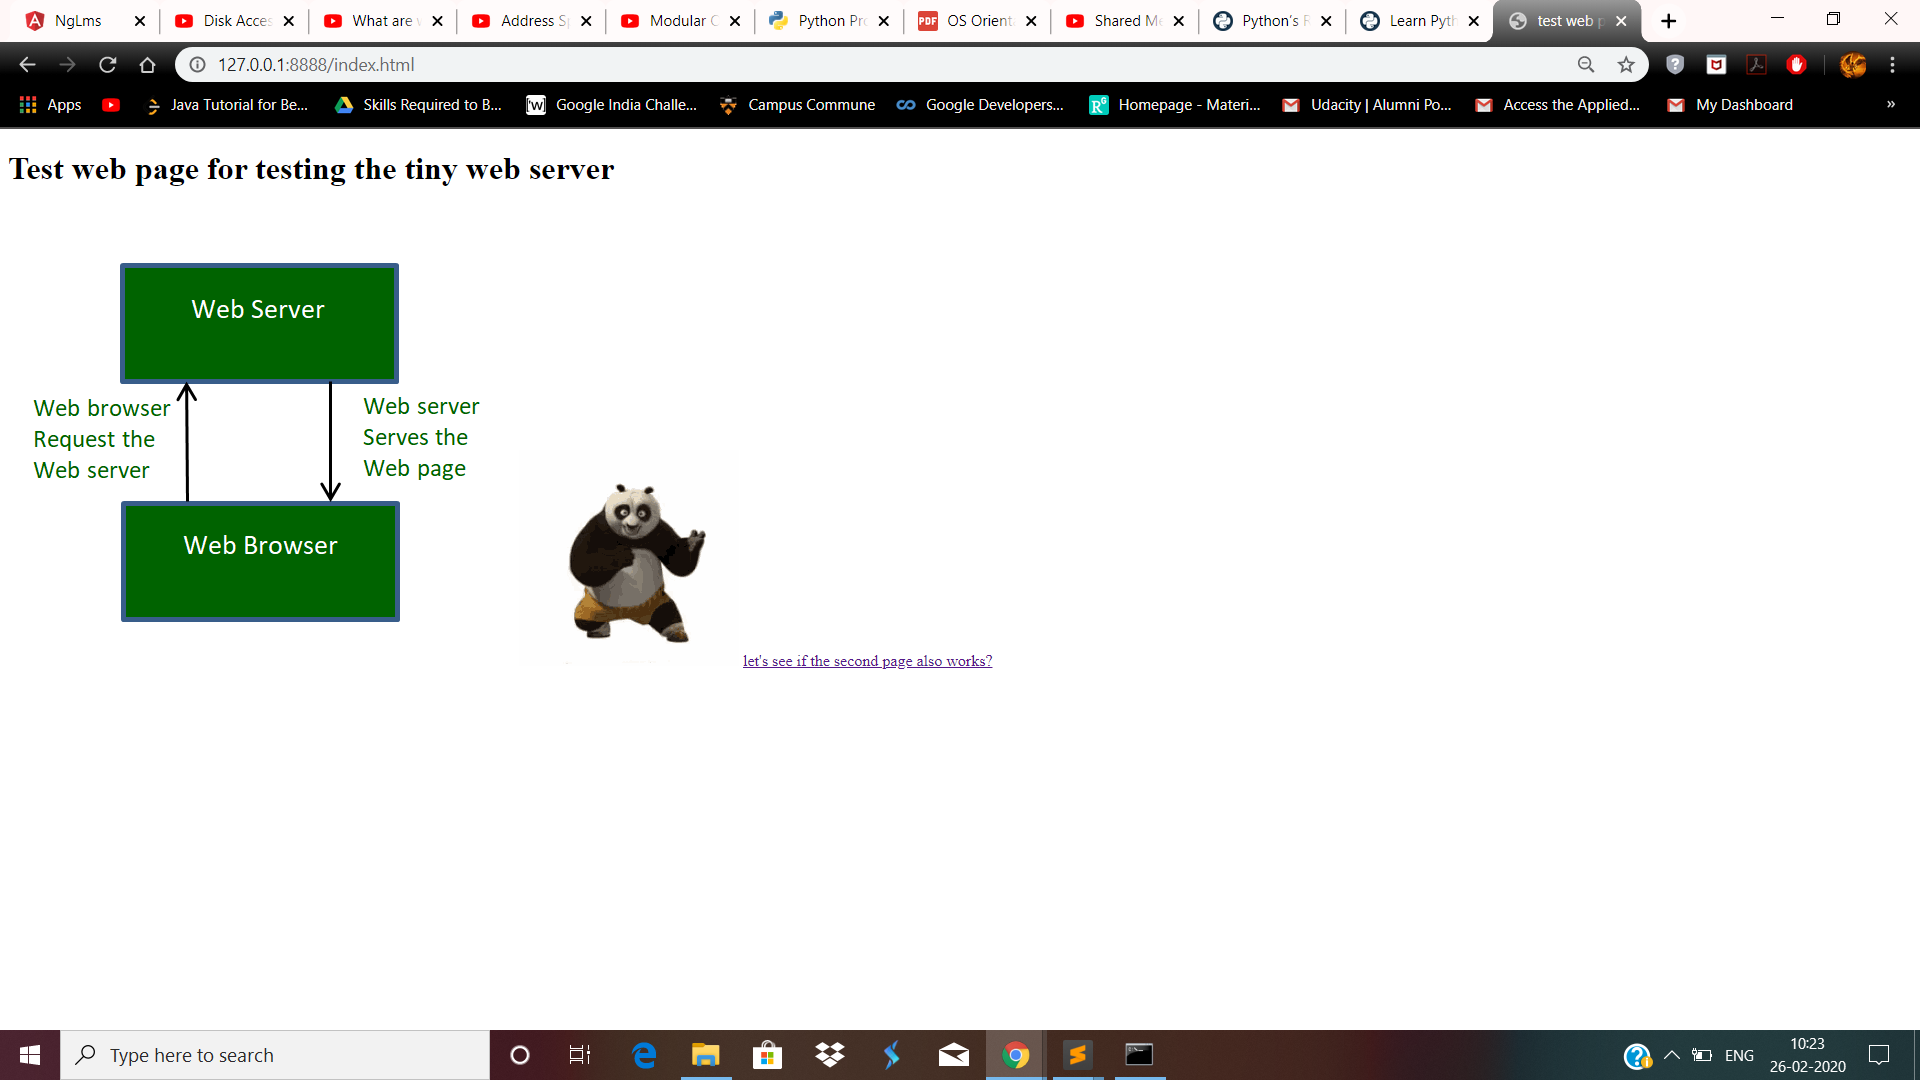 NgLms
Disk Acces
What are
Address S
Modular C
Python Pr
OS Orient
Shared Me
Python's R
Learn Pyth
test web p
127.0.0.1:8888/index.html
Apps
Java Tutorial for Be...
Skills Required to B...
Google India Challe...
Campus Commune
Google Developers...
Homepage - Materi...
Udacity | Alumni Po...
Access the Applied...
My Dashboard
»
Test web page for testing the tiny web server
Web Server
Web browser
Request the
Web server
Web server
Serves the
Web page
Web Browser
let's see if the second page also works?
Type here to search
ENG
10:23
26-02-2020